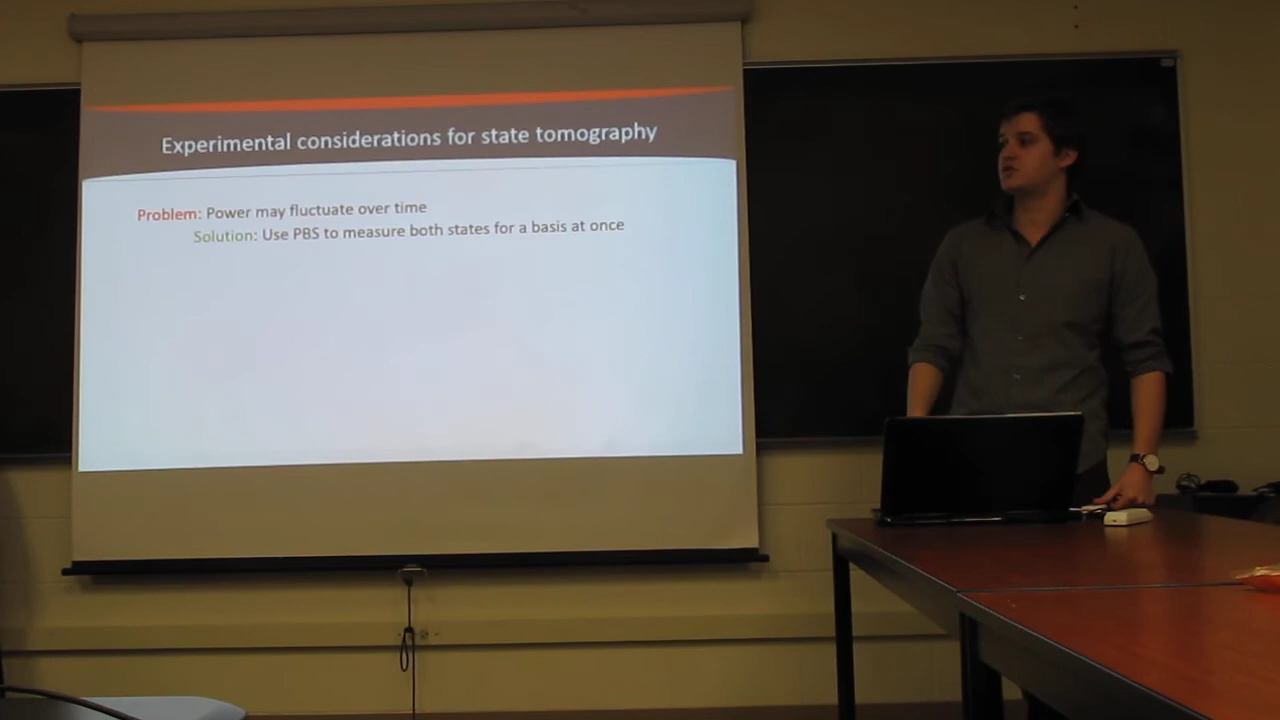 Experimental considerations for state tomography
Problem: Power may fluctuate over time
Solution: Use PBS to measure both states for a basis at once